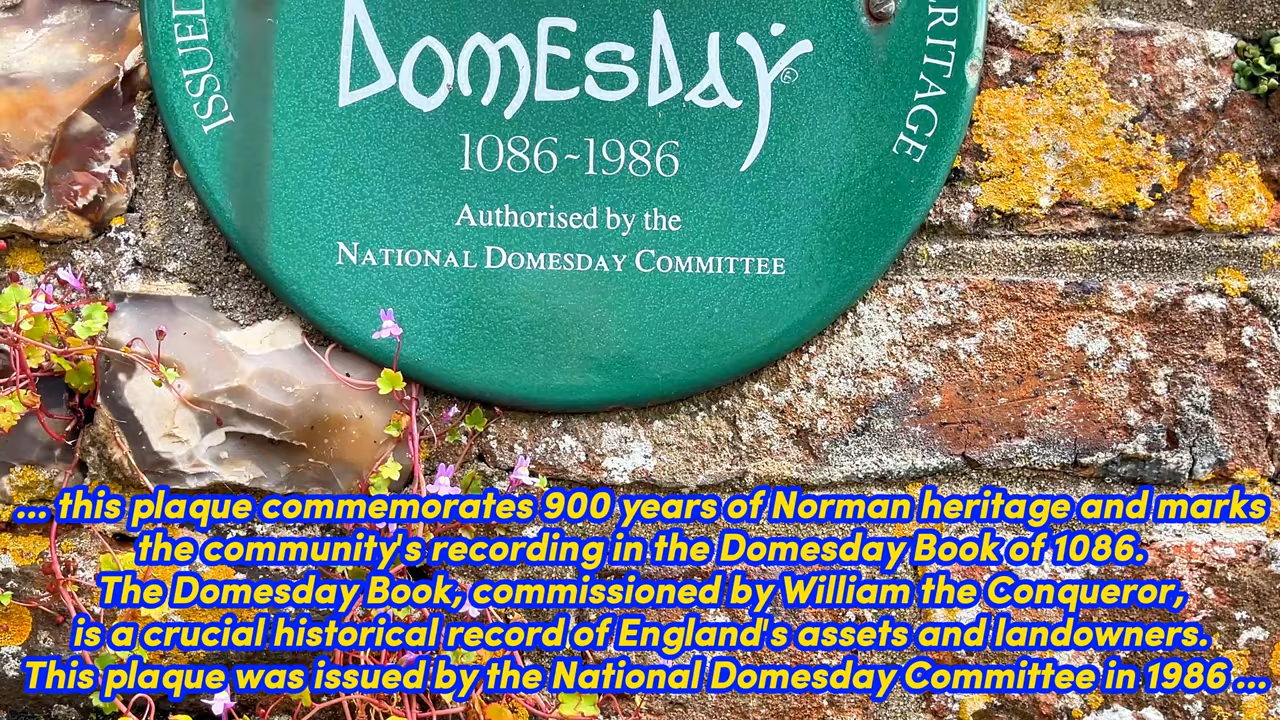 ISSUED
ERITAGE
DOMESDAY
1086~1986
Authorised by the
NATIONAL DOMESDAY COMMITTEE
... this plaque commemorates 900 years of Norman heritage and marks
the community's recording in the Domesday Book of 1086.
The Domesday Book, commissioned by William the Conqueror,
is a crucial historical record of England's assets and landowners.
This plaque was issued by the National Domesday Committee in 1986 ...